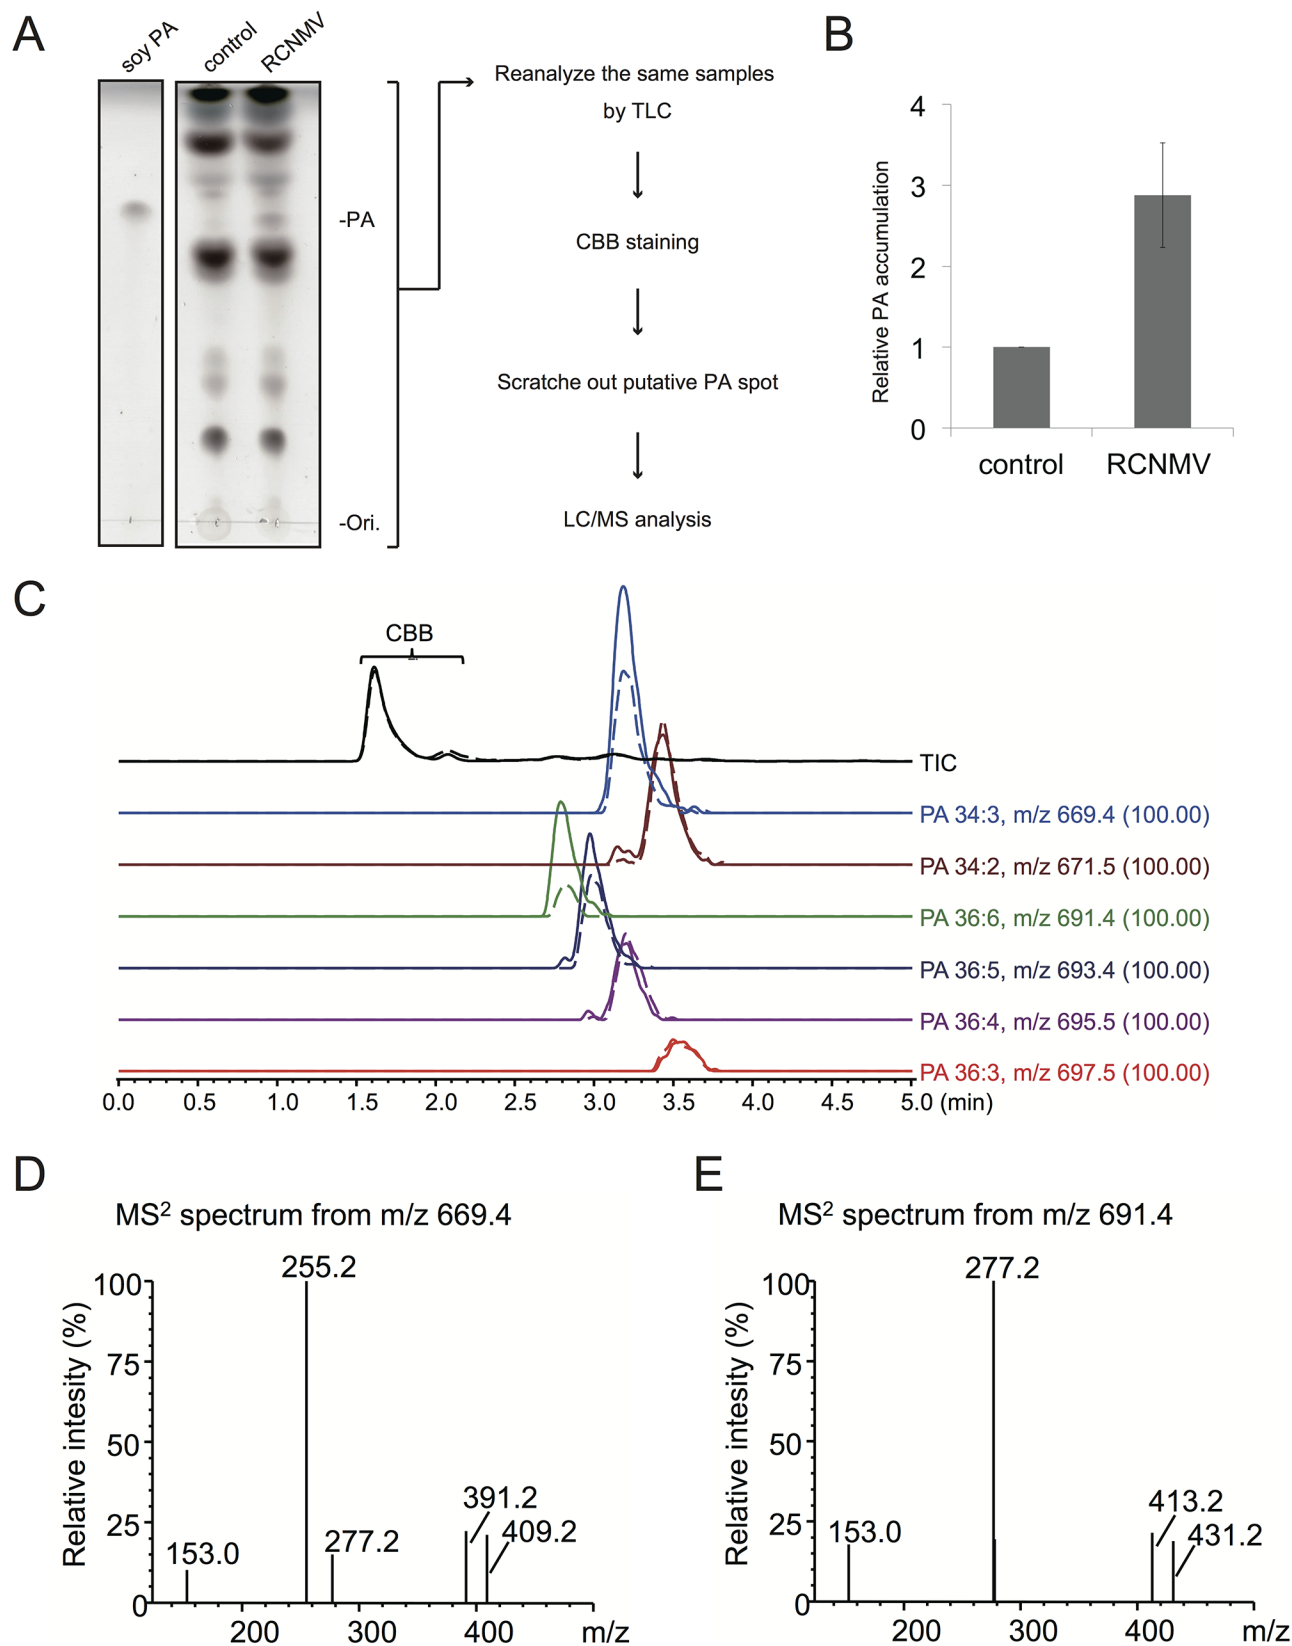 A
soy PA
control
RCNMV
-PA
-Ori.
Reanalyze the same samples
by TLC
CBB staining
Scratche out putative PA spot
LC/MS analysis
B
Relative PA accumulation
4
3
2
1
0
control
RCNMV
C
CBB
TIC
PA 34:3, m/z 669.4 (100.00)
PA 34:2, m/z 671.5 (100.00)
PA 36:6, m/z 691.4 (100.00)
PA 36:5, m/z 693.4 (100.00)
PA 36:4, m/z 695.5 (100.00)
PA 36:3, m/z 697.5 (100.00)
0.0 0.5 1.0 1.5 2.0 2.5 3.0 3.5 4.0 4.5 5.0 (min)
D
MS² spectrum from m/z 669.4
Relative intesity (%)
100
75
50
25
0
255.2
153.0
277.2
391.2
409.2
200 300 400 m/z
E
MS² spectrum from m/z 691.4
Relative intesity (%)
100
75
50
25
0
277.2
153.0
413.2
431.2
200 300 400 m/z